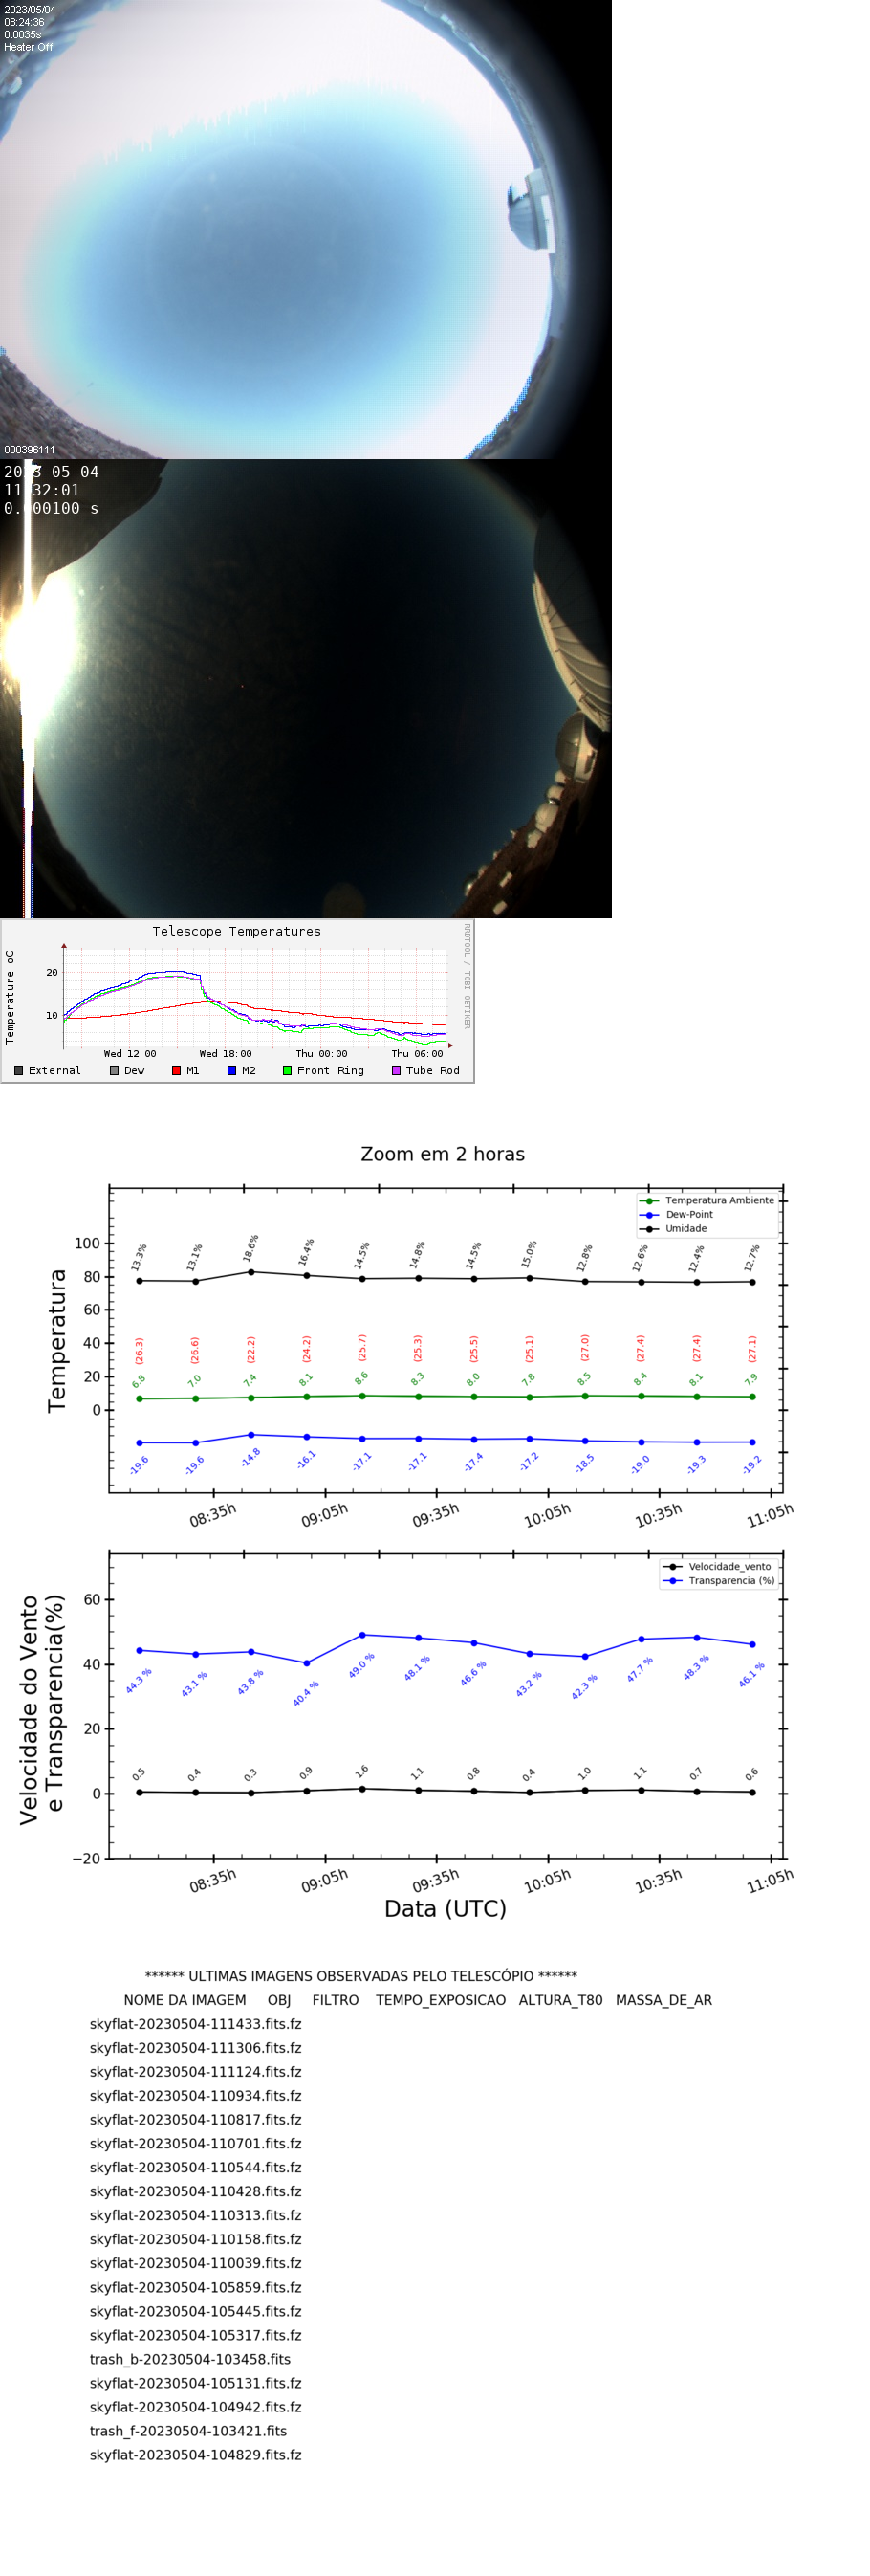 2023/05/04
08:24:36
0.0035s
Heater Off
000396111
2023-05-04
11:32:01
0.000100 s
Telescope Temperatures
RRDTOOL / TOBI OETIKER
Temperature oC
20
10
Wed 12:00 Wed 18:00 Thu 00:00 Thu 06:00
External Dew M1 M2 Front Ring Tube Rod
Zoom em 2 horas
Temperatura Ambiente
Dew-Point
Umidade
Temperatura
100
80
60
40
20
0
13.3% 13.1% 18.6% 16.4% 14.5% 14.8% 14.5% 15.0% 12.8% 12.6% 12.4% 12.7%
(26.3) (26.6) (22.2) (24.2) (25.7) (25.3) (25.5) (25.1) (27.0) (27.4) (27.4) (27.1)
6.8 7.0 7.4 8.1 8.6 8.3 8.0 7.8 8.5 8.4 8.1 7.9
-19.6 -19.6 -14.8 -16.1 -17.1 -17.1 -17.4 -17.2 -18.5 -19.0 -19.3 -19.2
08:35h 09:05h 09:35h 10:05h 10:35h 11:05h
Velocidade_vento
Transparencia (%)
Velocidade do Vento
e Transparencia(%)
60
40
20
0
−20
44.3 % 43.1 % 43.8 % 40.4 % 49.0 % 48.1 % 46.6 % 43.2 % 42.3 % 47.7 % 48.3 % 46.1 %
0.5 0.4 0.3 0.9 1.6 1.1 0.8 0.4 1.0 1.1 0.7 0.6
08:35h 09:05h 09:35h 10:05h 10:35h 11:05h
Data (UTC)
****** ULTIMAS IMAGENS OBSERVADAS PELO TELESCÓPIO ******
NOME DA IMAGEM OBJ FILTRO TEMPO_EXPOSICAO ALTURA_T80 MASSA_DE_AR
skyflat-20230504-111433.fits.fz
skyflat-20230504-111306.fits.fz
skyflat-20230504-111124.fits.fz
skyflat-20230504-110934.fits.fz
skyflat-20230504-110817.fits.fz
skyflat-20230504-110701.fits.fz
skyflat-20230504-110544.fits.fz
skyflat-20230504-110428.fits.fz
skyflat-20230504-110313.fits.fz
skyflat-20230504-110158.fits.fz
skyflat-20230504-110039.fits.fz
skyflat-20230504-105859.fits.fz
skyflat-20230504-105445.fits.fz
skyflat-20230504-105317.fits.fz
trash_b-20230504-103458.fits
skyflat-20230504-105131.fits.fz
skyflat-20230504-104942.fits.fz
trash_f-20230504-103421.fits
skyflat-20230504-104829.fits.fz